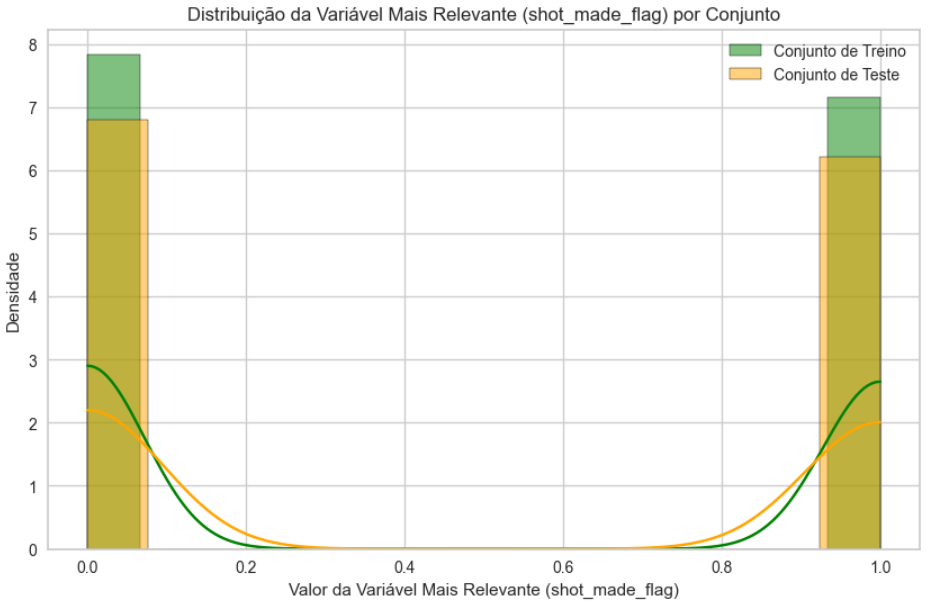 Distribuição da Variável Mais Relevante (shot_made_flag) por Conjunto
Conjunto de Treino
Conjunto de Teste
8
7
6
5
4
3
2
1
0
Densidade
0.0 0.2 0.4 0.6 0.8 1.0
Valor da Variável Mais Relevante (shot_made_flag)